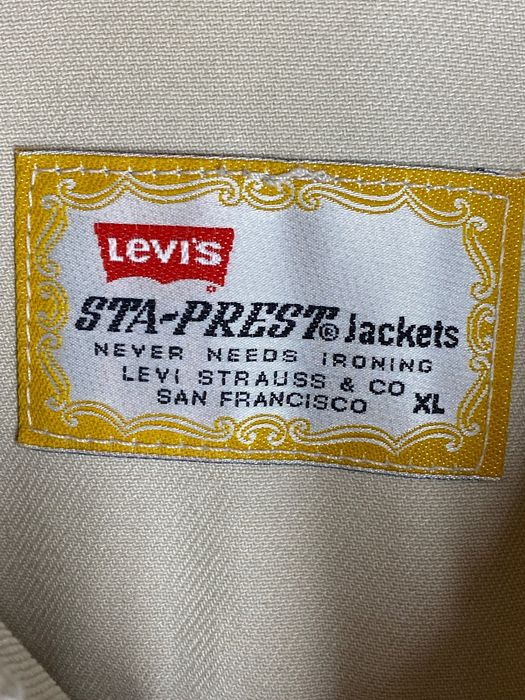 Levi's
STA-PREST® Jackets
NEVER NEEDS IRONING
LEVI STRAUSS & CO
SAN FRANCISCO XL